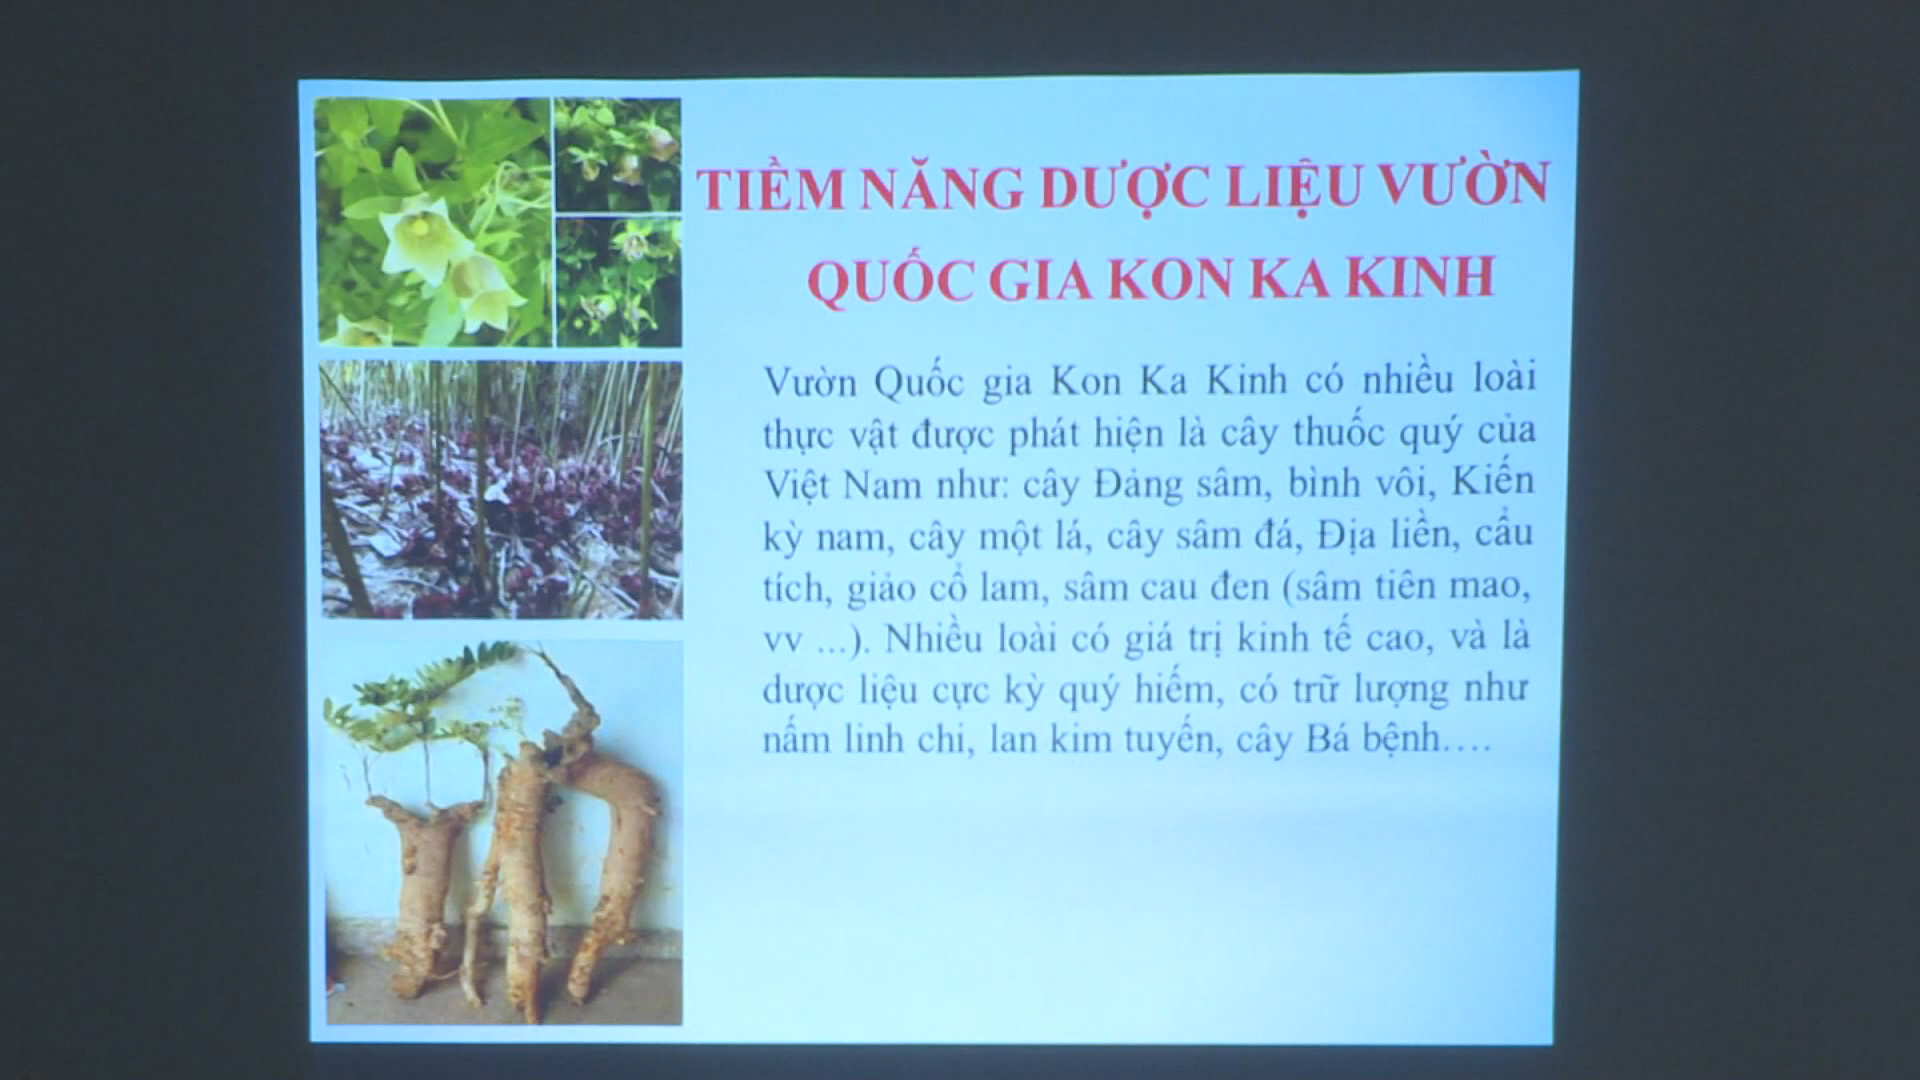 TIỀM NĂNG DƯỢC LIỆU VƯỜN
QUỐC GIA KON KA KINH
Vườn Quốc gia Kon Ka Kinh có nhiều loài
thực vật được phát hiện là cây thuốc quý của
Việt Nam như: cây Đảng sâm, bình vôi, Kiến
kỳ nam, cây một lá, cây sâm đá, Địa liền, cẩu
tích, giảo cổ lam, sâm cau đen (sâm tiên mao,
vv ...). Nhiều loài có giá trị kinh tế cao, và là
dược liệu cực kỳ quý hiếm, có trữ lượng như
nấm linh chi, lan kim tuyến, cây Bá bệnh….